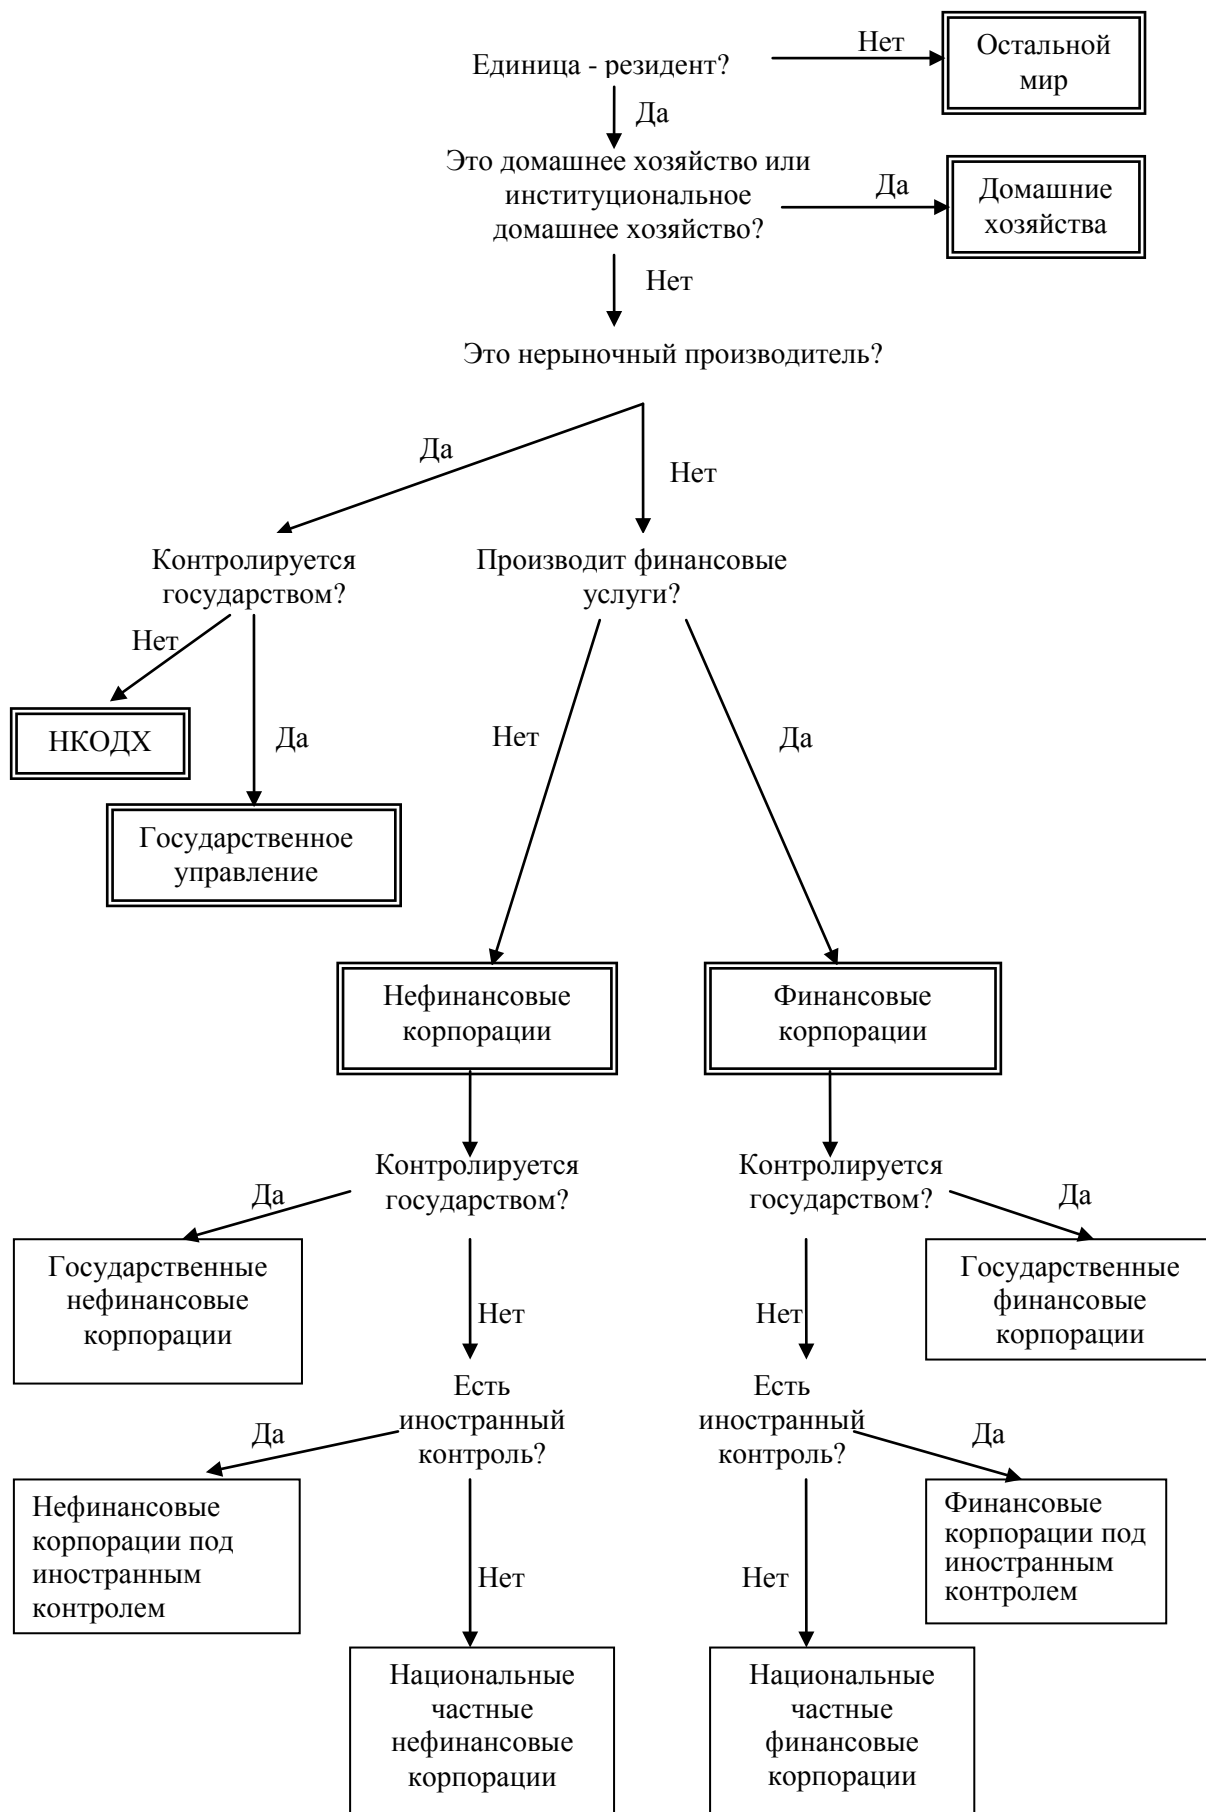 Единица - резидент?
Нет
Остальной
мир
Да
Это домашнее хозяйство или
институциональное
домашнее хозяйство?
Да
Домашние
хозяйства
Нет
Это нерыночный производитель?
Да
Нет
Контролируется
государством?
Производит финансовые
услуги?
Нет
НКОДХ
Да
Нет
Да
Государственное
управление
Нефинансовые
корпорации
Финансовые
корпорации
Контролируется
государством?
Контролируется
государством?
Да
Да
Государственные
нефинансовые
корпорации
Нет
Нет
Государственные
финансовые
корпорации
Есть
иностранный
контроль?
Есть
иностранный
контроль?
Да
Да
Нефинансовые
корпорации под
иностранным
контролем
Нет
Нет
Финансовые
корпорации под
иностранным
контролем
Национальные
частные
нефинансовые
корпорации
Национальные
частные
финансовые
корпорации